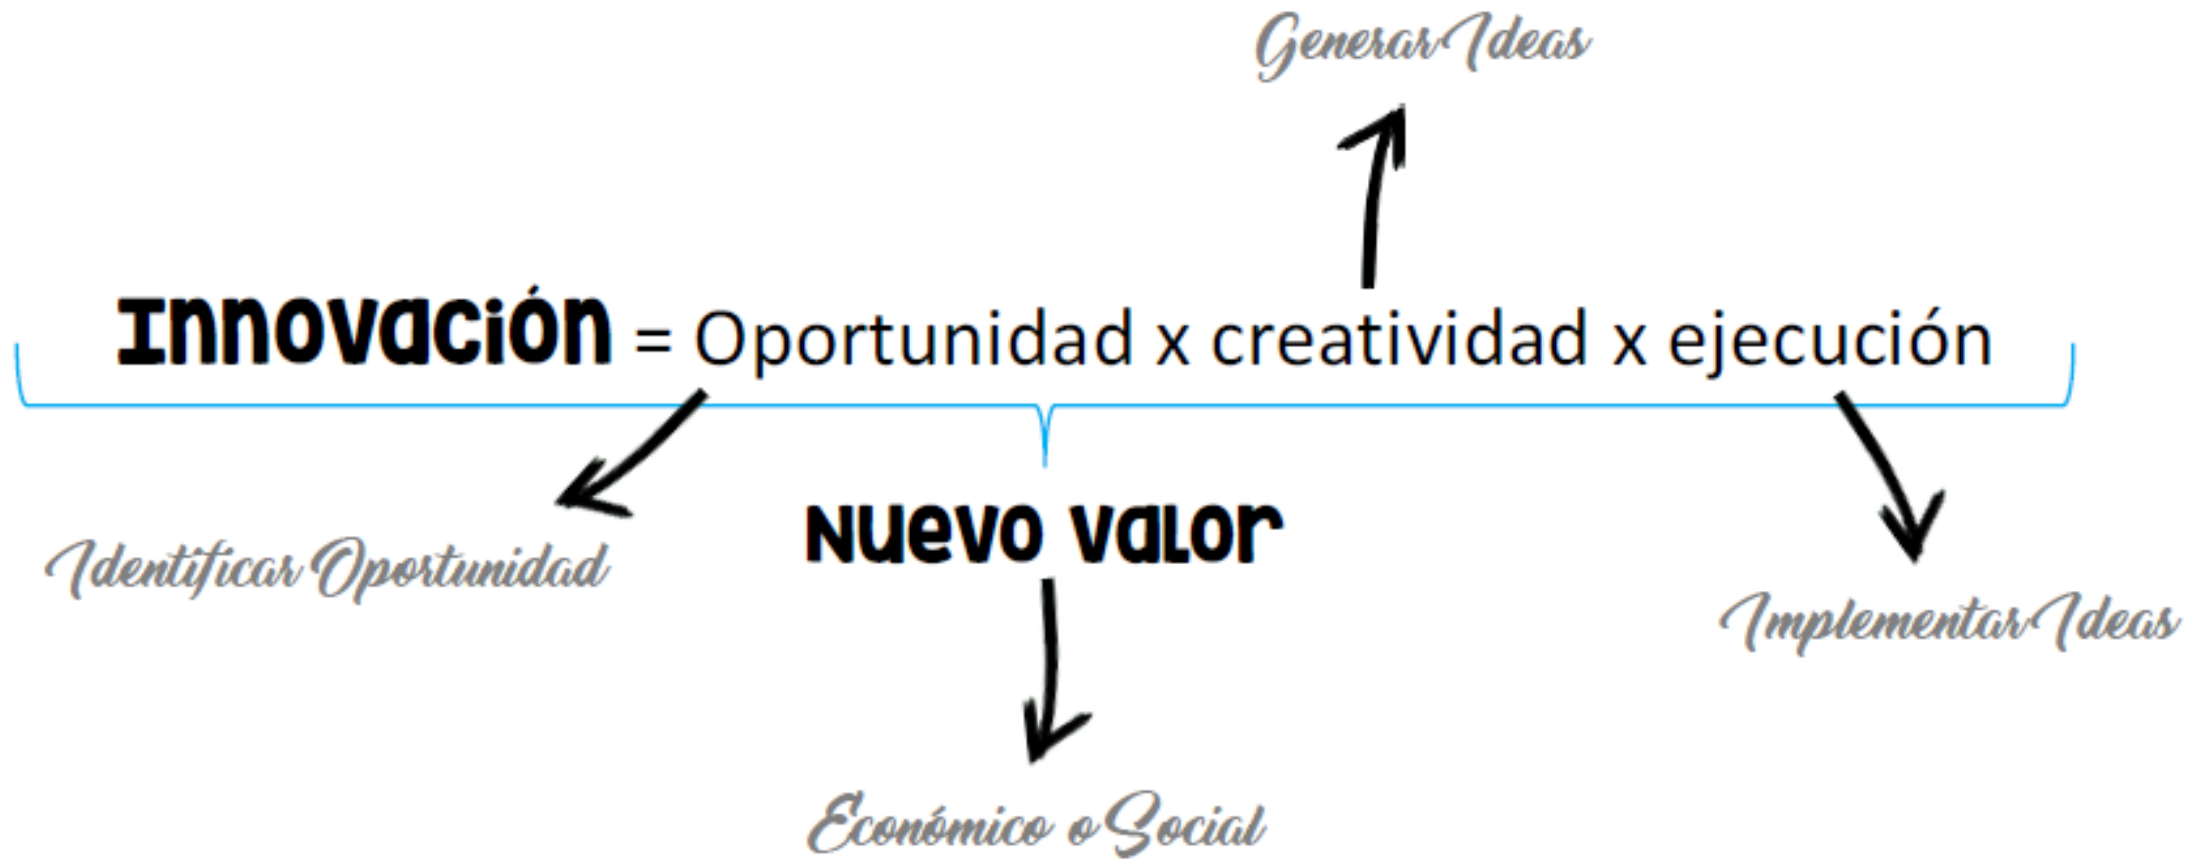 Generar Ideas
Innovación = Oportunidad x creatividad x ejecución
Identificar Oportunidad
Nuevo valor
Implementar Ideas
Económico o Social